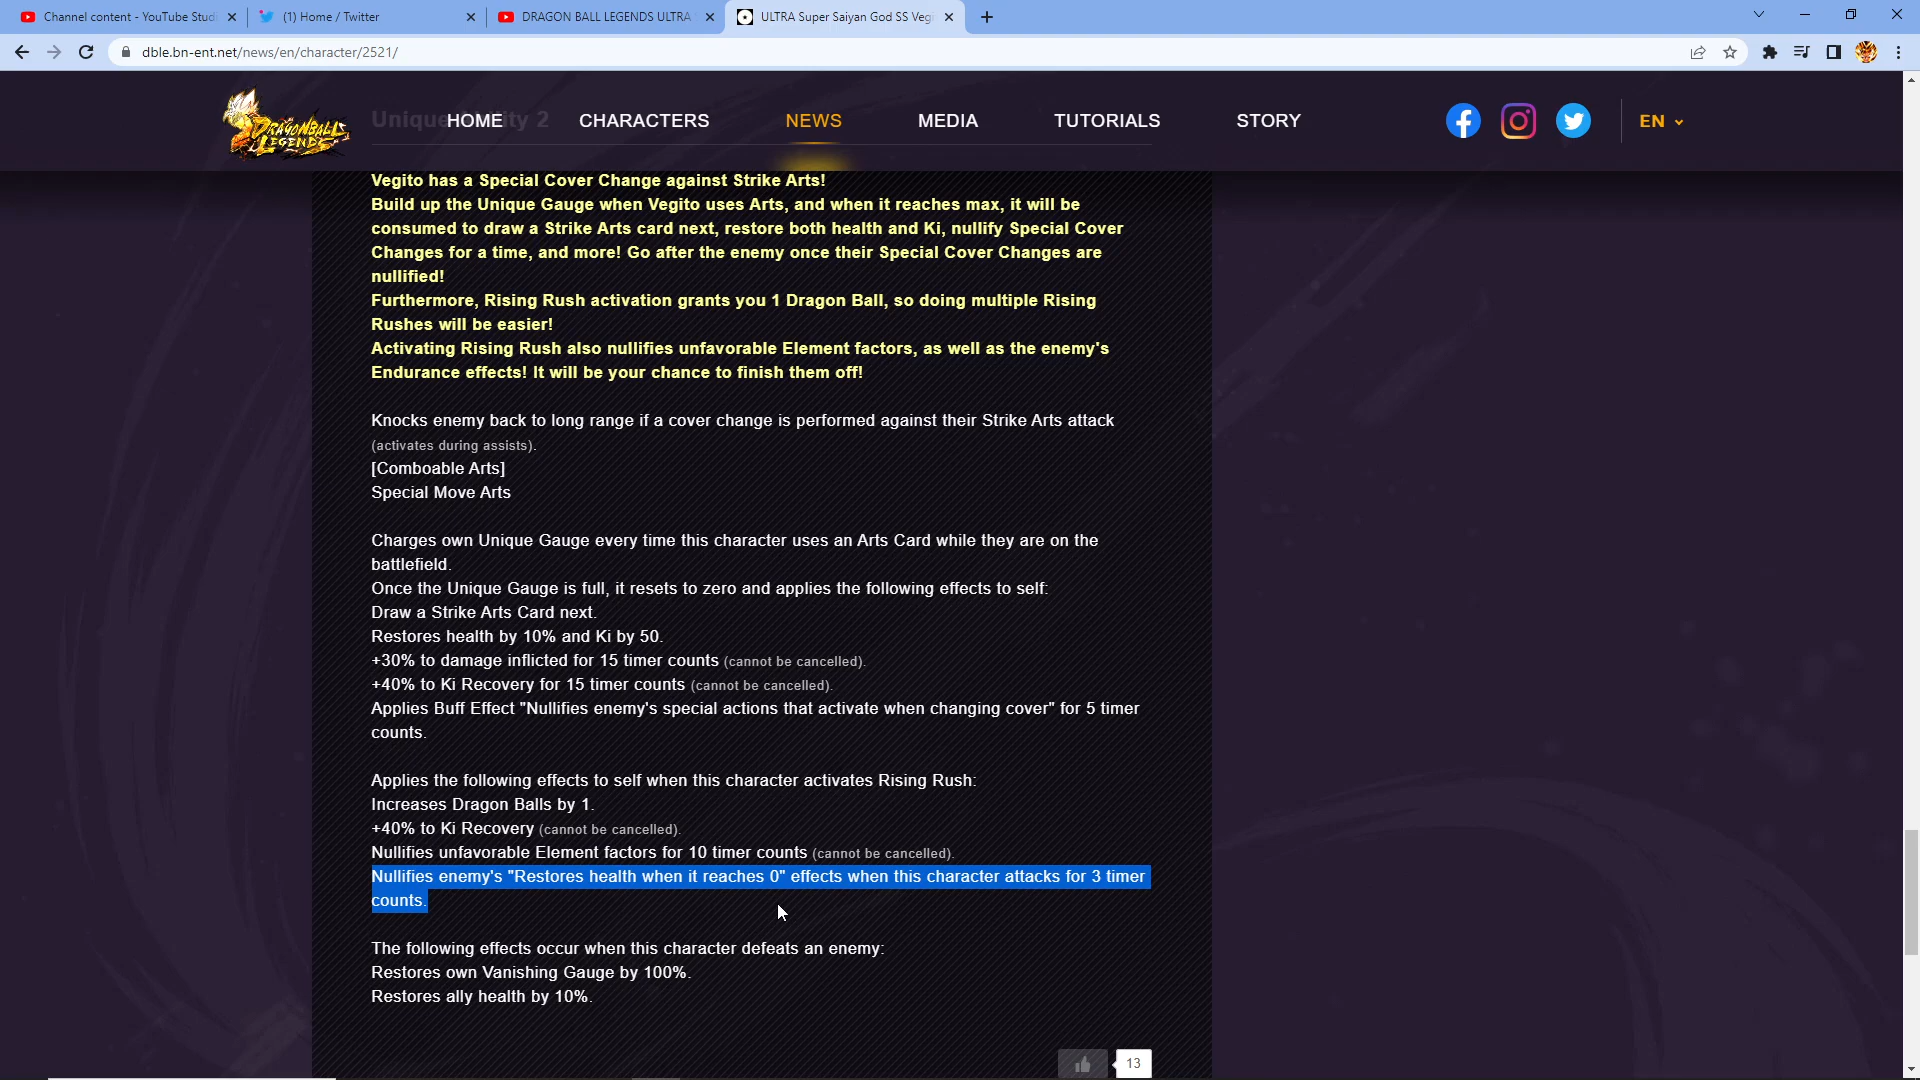 Channel content - YouTube Stud
(1) Home / Twitter
DRAGON BALL LEGENDS ULTRA
ULTRA Super Saiyan God SS Veg
dble.bn-ent.net/news/en/character/2521/
DRAGONBALL
LEGENDS
Unique Ability 2
HOME
CHARACTERS
NEWS
MEDIA
TUTORIALS
STORY
EN
Vegito has a Special Cover Change against Strike Arts!
Build up the Unique Gauge when Vegito uses Arts, and when it reaches max, it will be
consumed to draw a Strike Arts card next, restore both health and Ki, nullify Special Cover
Changes for a time, and more! Go after the enemy once their Special Cover Changes are
nullified!
Furthermore, Rising Rush activation grants you 1 Dragon Ball, so doing multiple Rising
Rushes will be easier!
Activating Rising Rush also nullifies unfavorable Element factors, as well as the enemy's
Endurance effects! It will be your chance to finish them off!
Knocks enemy back to long range if a cover change is performed against their Strike Arts attack
(activates during assists).
[Comboable Arts]
Special Move Arts
Charges own Unique Gauge every time this character uses an Arts Card while they are on the
battlefield.
Once the Unique Gauge is full, it resets to zero and applies the following effects to self:
Draw a Strike Arts Card next.
Restores health by 10% and Ki by 50.
+30% to damage inflicted for 15 timer counts (cannot be cancelled).
+40% to Ki Recovery for 15 timer counts (cannot be cancelled).
Applies Buff Effect "Nullifies enemy's special actions that activate when changing cover" for 5 timer
counts.
Applies the following effects to self when this character activates Rising Rush:
Increases Dragon Balls by 1.
+40% to Ki Recovery (cannot be cancelled).
Nullifies unfavorable Element factors for 10 timer counts (cannot be cancelled).
Nullifies enemy's "Restores health when it reaches 0" effects when this character attacks for 3 timer
counts.
The following effects occur when this character defeats an enemy:
Restores own Vanishing Gauge by 100%.
Restores ally health by 10%.
13